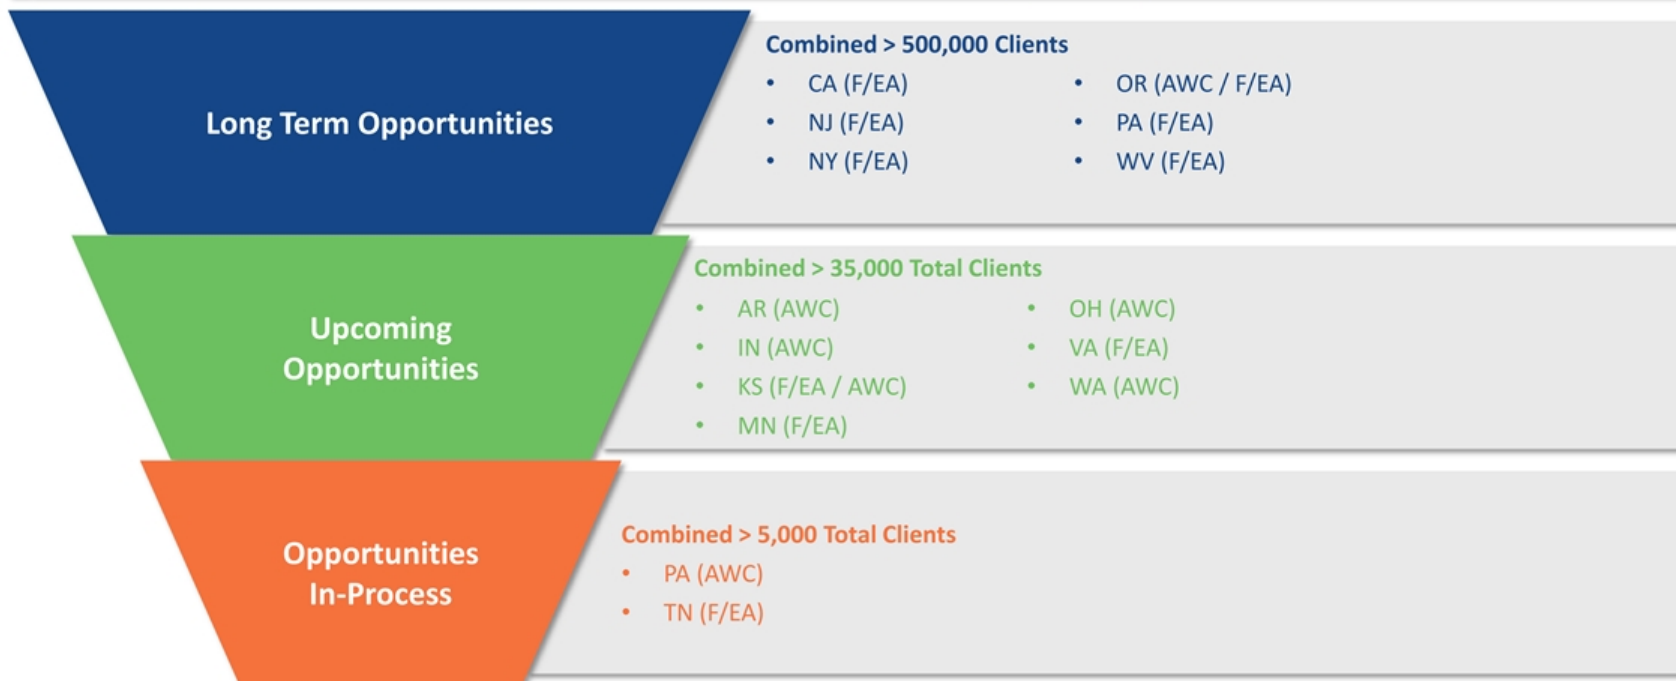 Long Term Opportunities
Combined > 500,000 Clients
• CA (F/EA)
• NJ (F/EA)
• NY (F/EA)
• OR (AWC / F/EA)
• PA (F/EA)
• WV (F/EA)
Upcoming
Opportunities
Combined > 35,000 Total Clients
• AR (AWC)
• IN (AWC)
• KS (F/EA / AWC)
• MN (F/EA)
• OH (AWC)
• VA (F/EA)
• WA (AWC)
Opportunities
In-Process
Combined > 5,000 Total Clients
• PA (AWC)
• TN (F/EA)